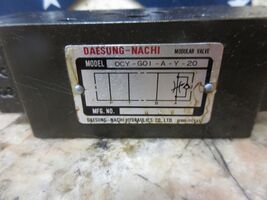 DAESUNG-NACHI MODULAR VALVE
MODEL OCY-G01-A-Y-20
MFG. NO.
DAESUNG-NACHI HYDRAULICS CO., LTD.